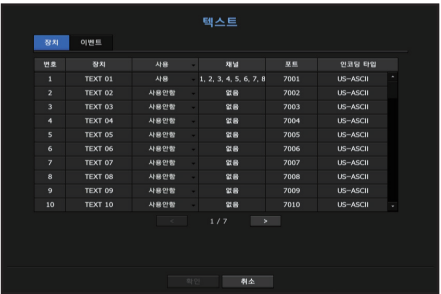 텍스트
장치 이벤트
번호 장치 사용 채널 포트 인코딩 타입
1 TEXT 01 사용 1, 2, 3, 4, 5, 6, 7, 8 7001 US-ASCII
2 TEXT 02 사용안함 없음 7002 US-ASCII
3 TEXT 03 사용안함 없음 7003 US-ASCII
4 TEXT 04 사용안함 없음 7004 US-ASCII
5 TEXT 05 사용안함 없음 7005 US-ASCII
6 TEXT 06 사용안함 없음 7006 US-ASCII
7 TEXT 07 사용안함 없음 7007 US-ASCII
8 TEXT 08 사용안함 없음 7008 US-ASCII
9 TEXT 09 사용안함 없음 7009 US-ASCII
10 TEXT 10 사용안함 없음 7010 US-ASCII
< 1 / 7 >
확인 취소